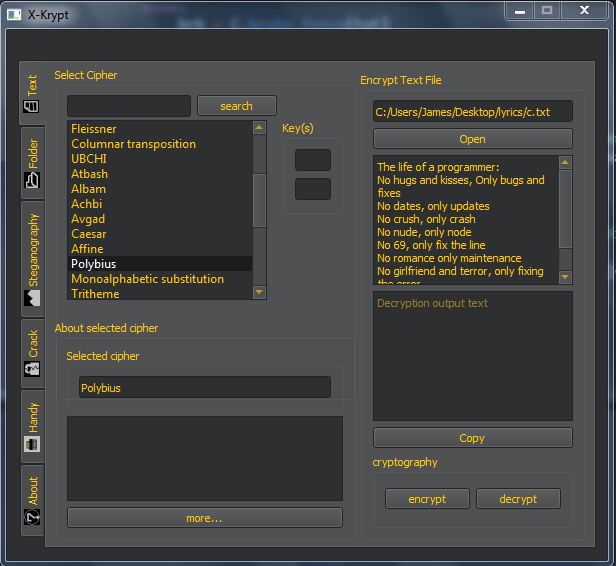 X-Krypt
Text
Folder
Steganography
Crack
Handy
About
Select Cipher
search
Fleissner
Columnar transposition
UBCHI
Atbash
Albam
Achbi
Avgad
Caesar
Affine
Polybius
Monoalphabetic substitution
Tritheme
Key(s)
About selected cipher
Selected cipher
Polybius
more...
Encrypt Text File
C:/Users/James/Desktop/lyrics/c.txt
Open
The life of a programmer:
No hugs and kisses, Only bugs and
fixes
No dates, only updates
No crush, only crash
No nude, only node
No 69, only fix the line
No romance only maintenance
No girlfriend and terror, only fixing
the error
Decryption output text
Copy
cryptography
encrypt
decrypt